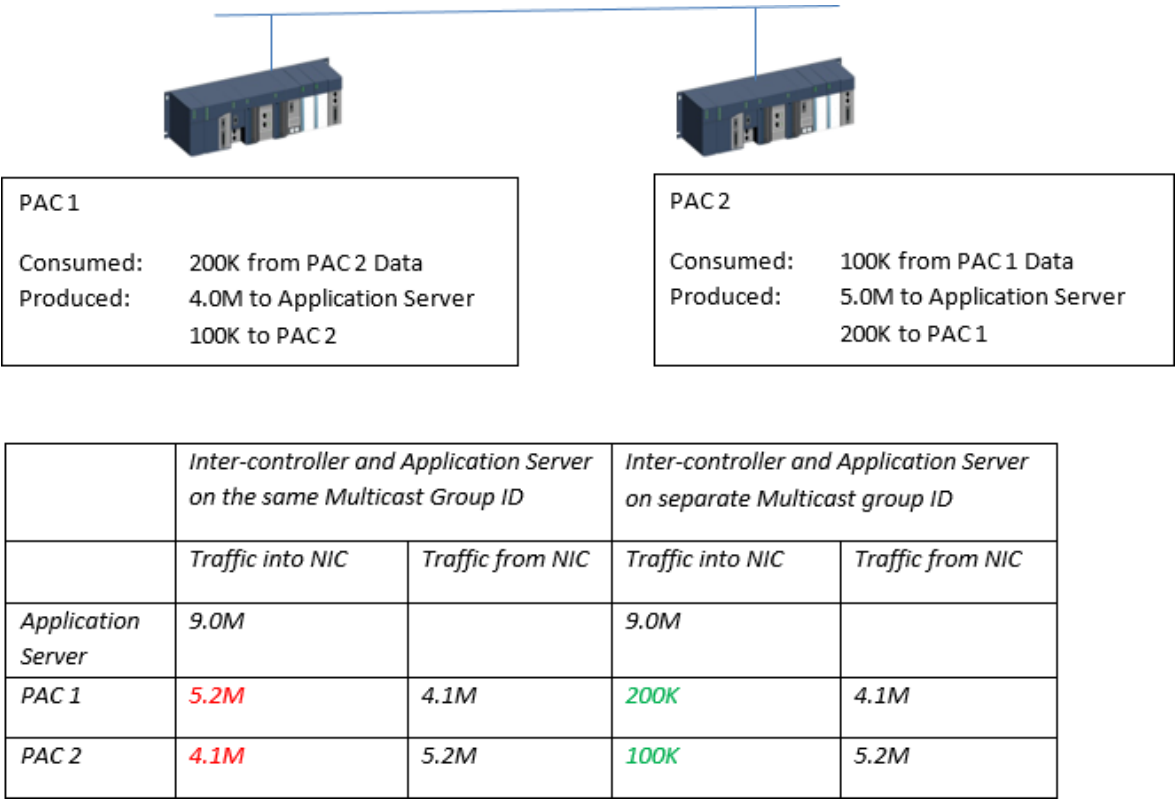 PAC 1
Consumed: 200K from PAC 2 Data
Produced: 4.0M to Application Server
100K to PAC 2
PAC 2
Consumed: 100K from PAC 1 Data
Produced: 5.0M to Application Server
200K to PAC 1
Inter-controller and Application Server
on the same Multicast Group ID
Inter-controller and Application Server
on separate Multicast group ID
Traffic into NIC
Traffic from NIC
Traffic into NIC
Traffic from NIC
Application
Server
9.0M
9.0M
PAC 1
5.2M
4.1M
200K
4.1M
PAC 2
4.1M
5.2M
100K
5.2M